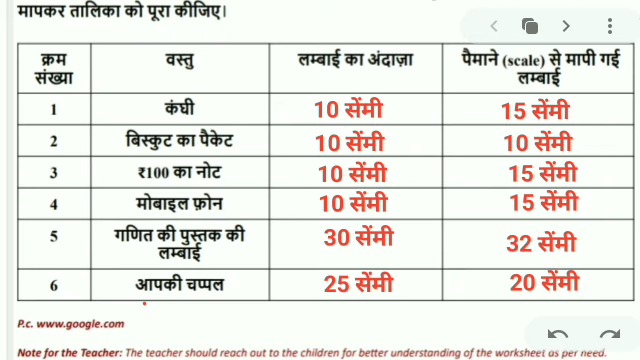 मापकर तालिका को पूरा कीजिए।
क्रम संख्या वस्तु लम्बाई का अंदाज़ा पैमाने (scale) से मापी गई लम्बाई
1 कंघी 10 सेंमी 15 सेंमी
2 बिस्कुट का पैकेट 10 सेंमी 10 सेंमी
3 ₹100 का नोट 10 सेंमी 15 सेंमी
4 मोबाइल फ़ोन 10 सेंमी 15 सेंमी
5 गणित की पुस्तक की लम्बाई 30 सेंमी 32 सेंमी
6 आपकी चप्पल 25 सेंमी 20 सेंमी
P.c. www.google.com
Note for the Teacher: The teacher should reach out to the children for better understanding of the worksheet as per need.